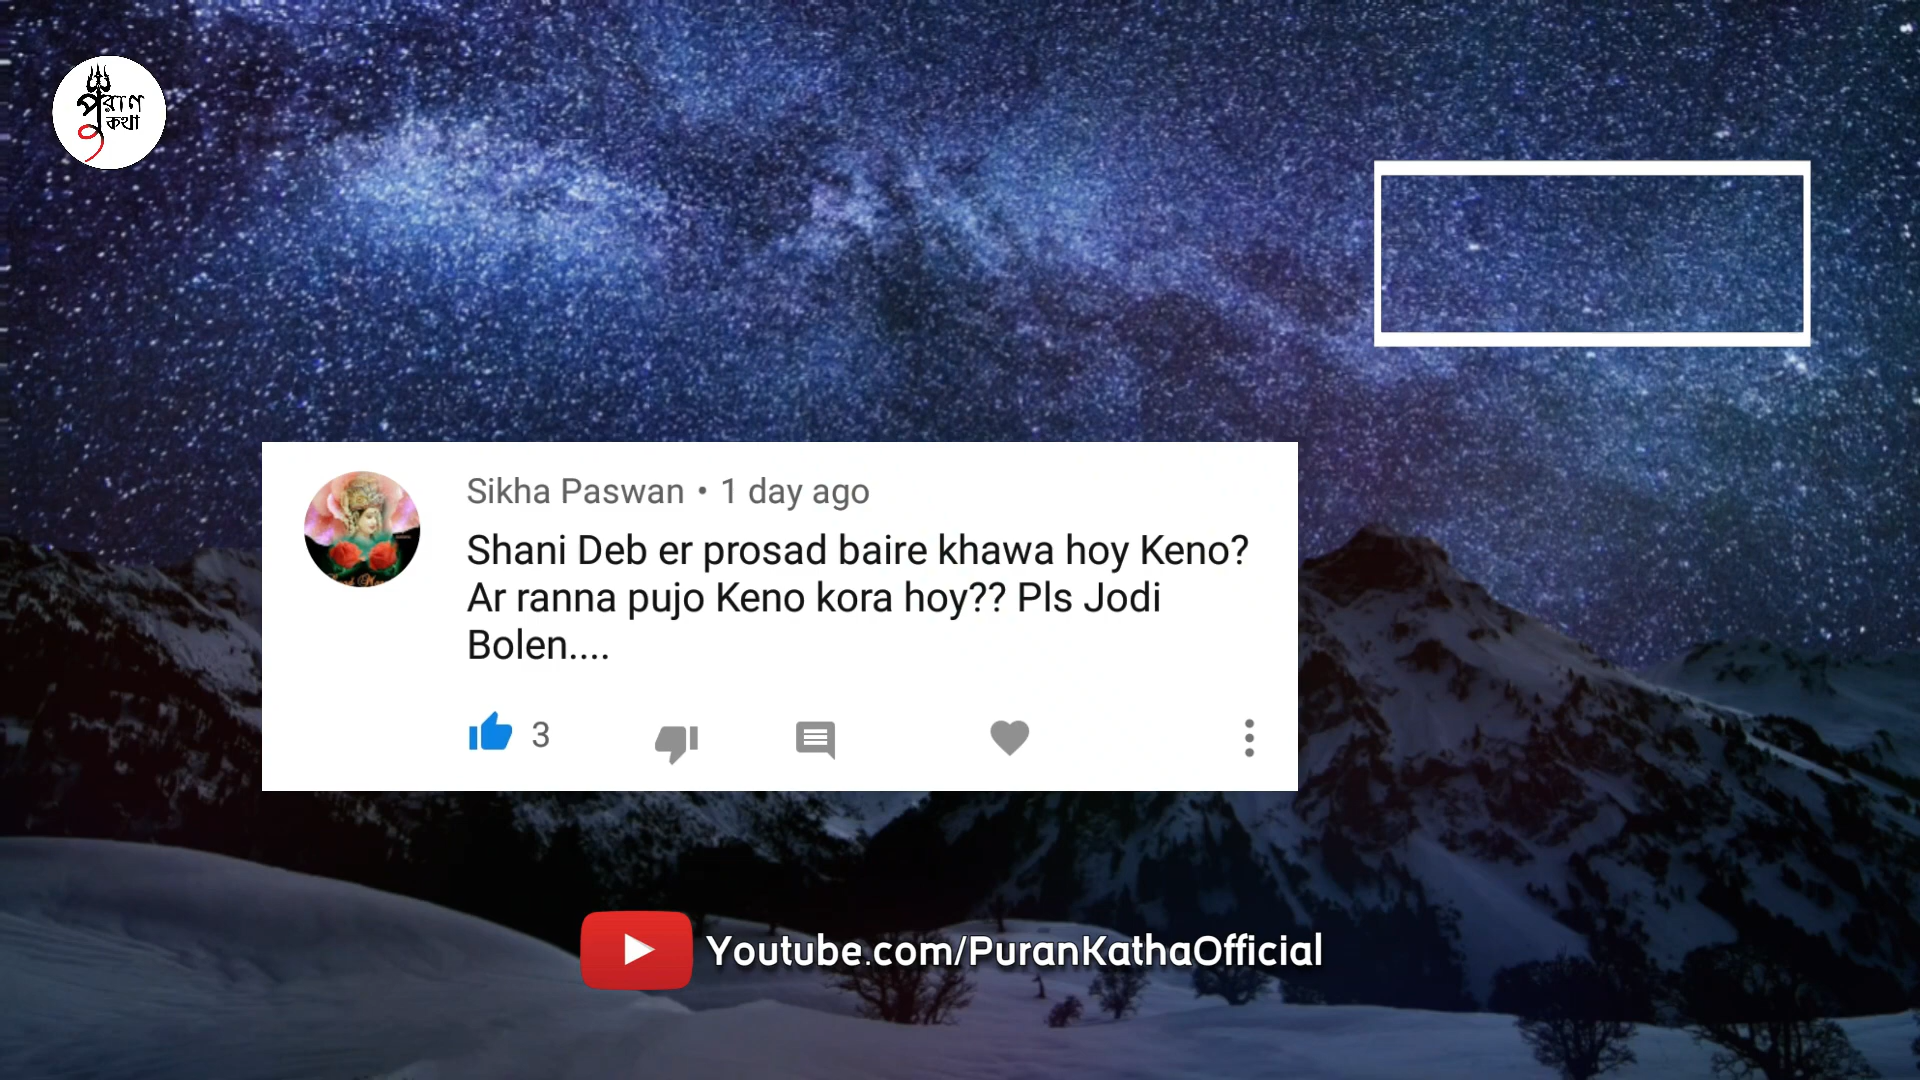 পুরাণ
কথা
Sikha Paswan • 1 day ago
Shani Deb er prosad baire khawa hoy Keno?
Ar ranna pujo Keno kora hoy?? Pls Jodi
Bolen....
3
Youtube.com/PuranKathaOfficial